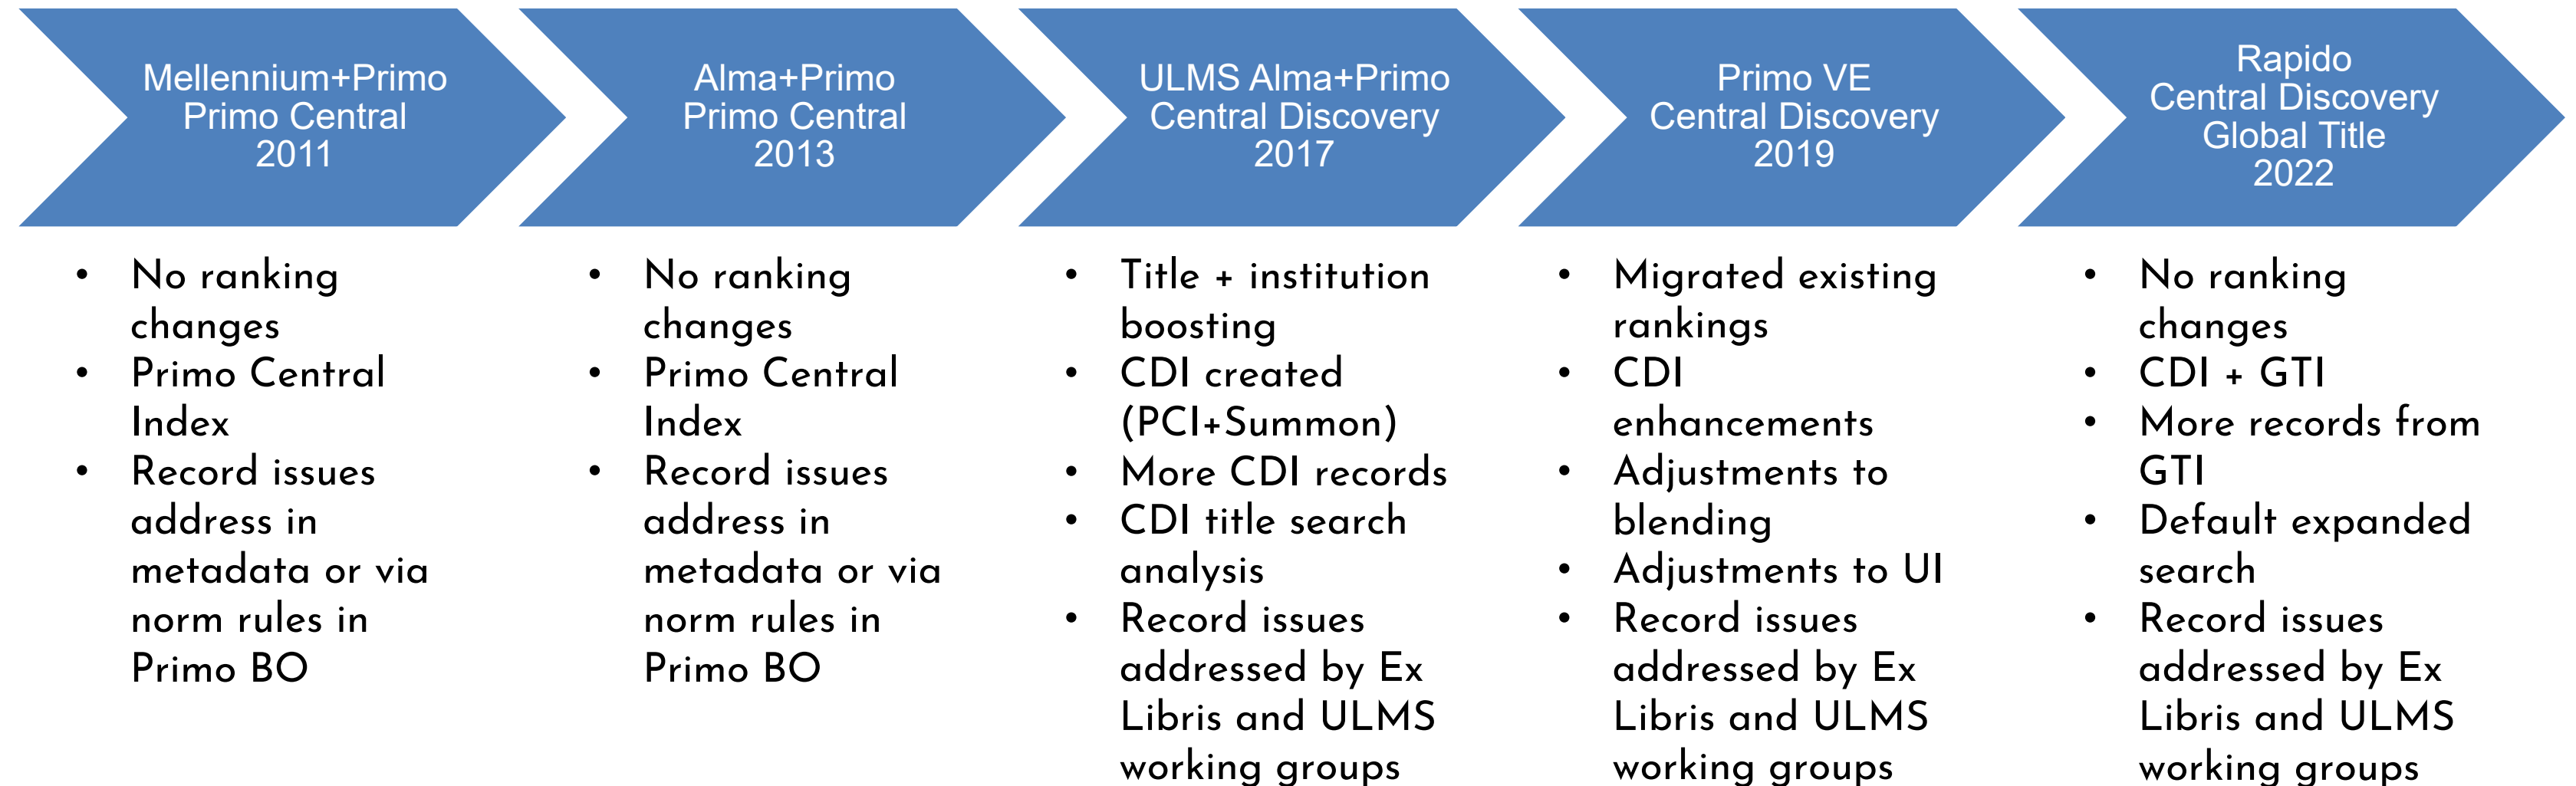 Mellennium+Primo
Primo Central
2011
Alma+Primo
Primo Central
2013
ULMS Alma+Primo
Central Discovery
2017
Primo VE
Central Discovery
2019
Rapido
Central Discovery
Global Title
2022
• No ranking
changes
• Primo Central
Index
• Record issues
address in
metadata or via
norm rules in
Primo BO
• No ranking
changes
• Primo Central
Index
• Record issues
address in
metadata or via
norm rules in
Primo BO
• Title + institution
boosting
• CDI created
(PCI+Summon)
• More CDI records
• CDI title search
analysis
• Record issues
addressed by Ex
Libris and ULMS
working groups
• Migrated existing
rankings
• CDI
enhancements
• Adjustments to
blending
• Adjustments to UI
• Record issues
addressed by Ex
Libris and ULMS
working groups
• No ranking
changes
• CDI + GTI
• More records from
GTI
• Default expanded
search
• Record issues
addressed by Ex
Libris and ULMS
working groups